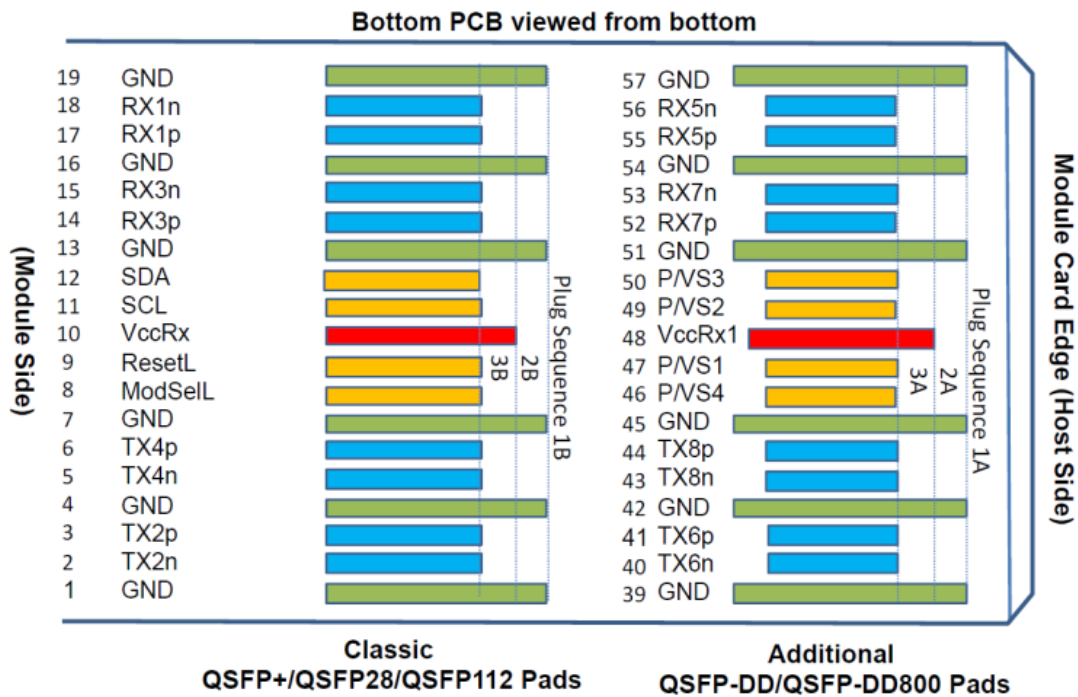 Bottom PCB viewed from bottom
19 GND 57 GND
18 RX1n 56 RX5n
17 RX1p 55 RX5p
16 GND 54 GND
15 RX3n 53 RX7n
14 RX3p 52 RX7p
13 GND 51 GND
12 SDA 50 P/VS3
11 SCL 49 P/VS2
10 VccRx 48 VccRx1
9 ResetL 47 P/VS1
8 ModSelL 46 P/VS4
7 GND 45 GND
6 TX4p 44 TX8p
5 TX4n 43 TX8n
4 GND 42 GND
3 TX2p 41 TX6p
2 TX2n 40 TX6n
1 GND 39 GND
(Module Side)
3B
2B
Plug Sequence 1B
3A
2A
Plug Sequence 1A
Module Card Edge (Host Side)
Classic
QSFP+/QSFP28/QSFP112 Pads
Additional
QSFP-DD/QSFP-DD800 Pads